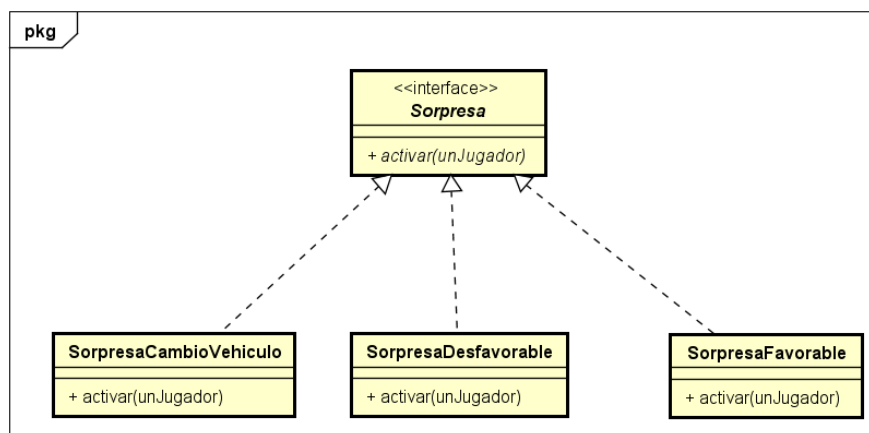 pkg
<<interface>>
Sorpresa
+ activar(unJugador)
SorpresaCambioVehiculo
+ activar(unJugador)
SorpresaDesfavorable
+ activar(unJugador)
SorpresaFavorable
+ activar(unJugador)